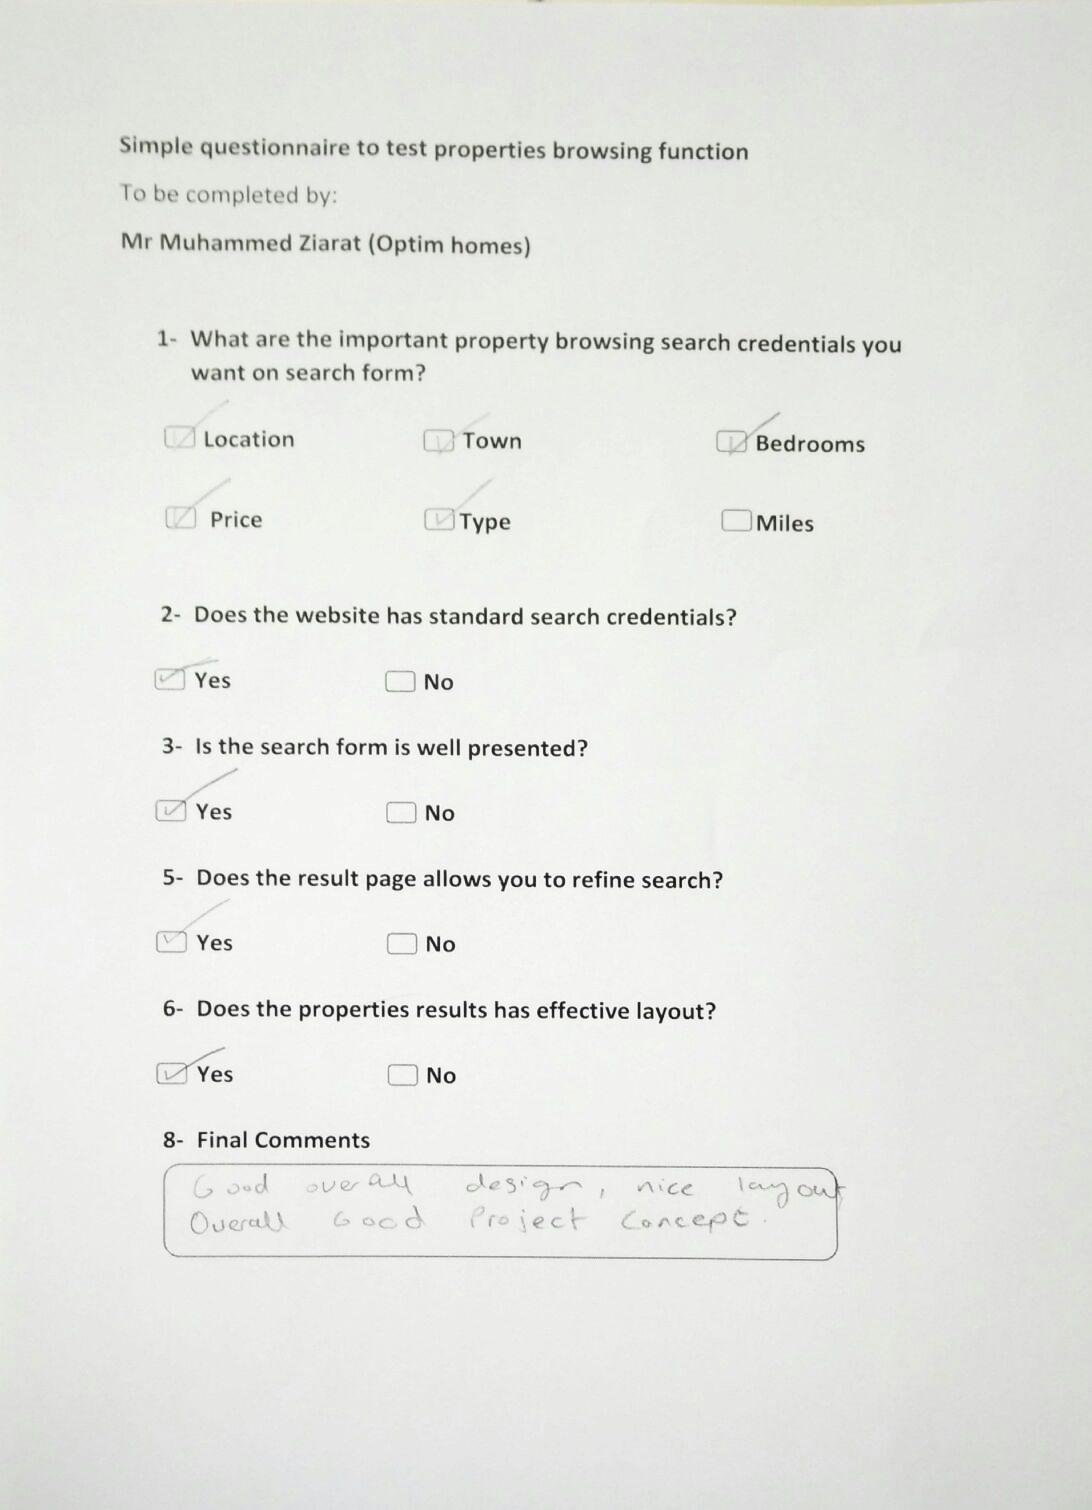 Simple questionnaire to test properties browsing function
To be completed by:
Mr Muhammed Ziarat (Optim homes)
1- What are the important property browsing search credentials you
want on search form?
Location Town Bedrooms
Price Type Miles
2- Does the website has standard search credentials?
Yes No
3- Is the search form is well presented?
Yes No
5- Does the result page allows you to refine search?
Yes No
6- Does the properties results has effective layout?
Yes No
8- Final Comments
Good over all design, nice layout
Overall Good Project Concept.